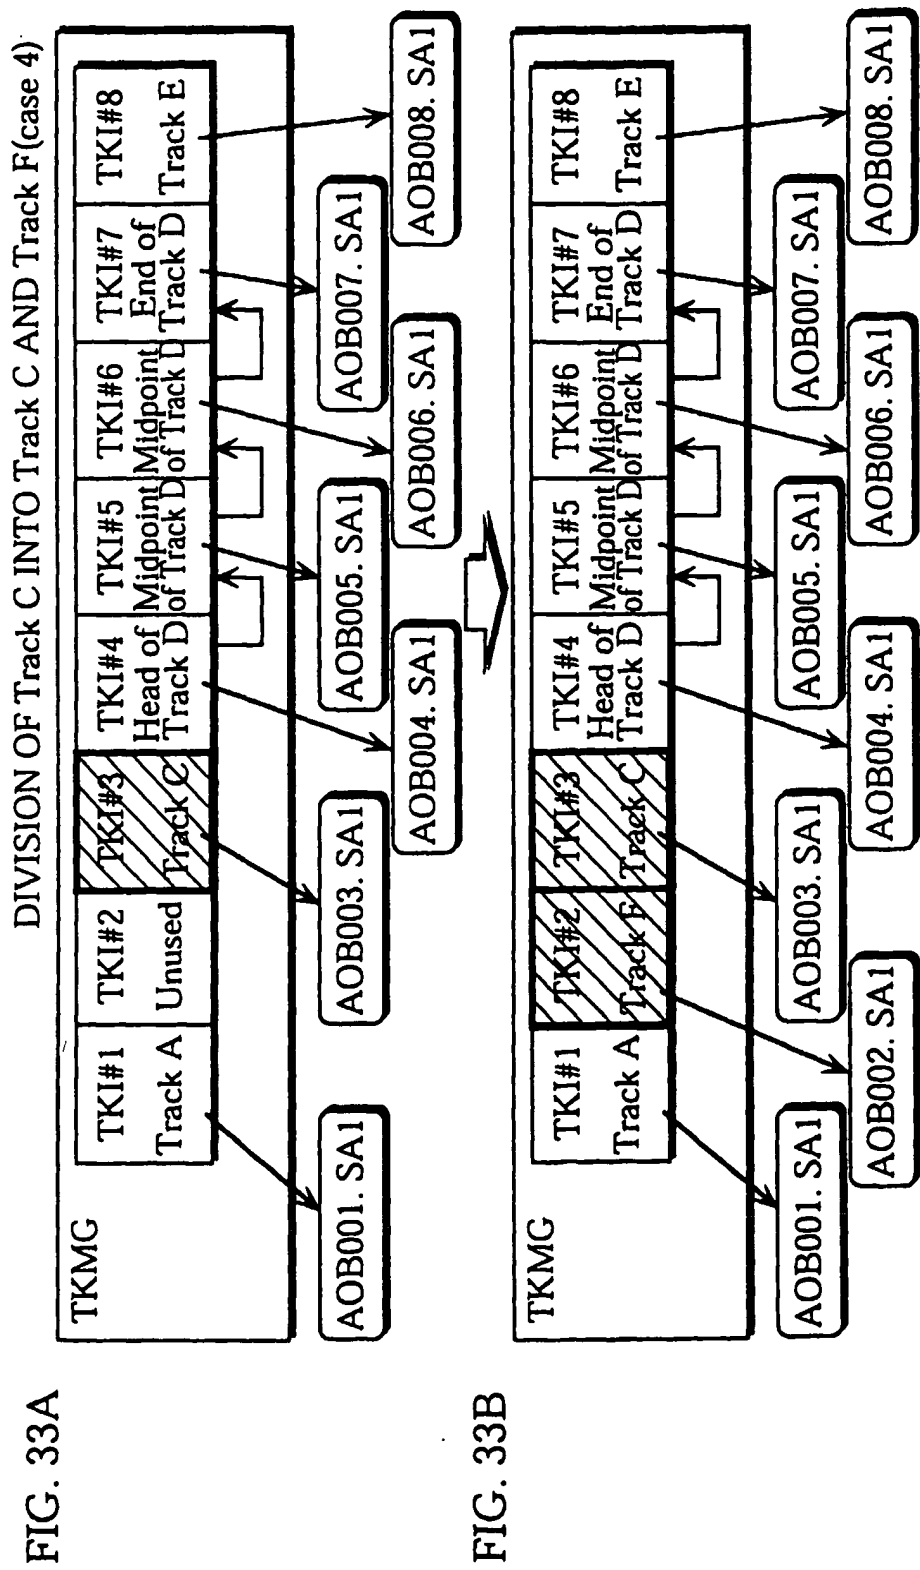 DIVISION OF Track C INTO Track C AND Track F(case 4)
FIG. 33A
TKMG
TKI#1
Track A
TKI#2
Unused
TKI#3
Track C
TKI#4
Head of
Track D
TKI#5
Midpoint
of Track D
TKI#6
Midpoint
of Track D
TKI#7
End of
Track D
TKI#8
Track E
AOB001. SA1
AOB003. SA1
AOB004. SA1
AOB005. SA1
AOB006. SA1
AOB007. SA1
AOB008. SA1
FIG. 33B
TKMG
TKI#1
Track A
TKI#2
Track F
TKI#3
Track C
TKI#4
Head of
Track D
TKI#5
Midpoint
of Track D
TKI#6
Midpoint
of Track D
TKI#7
End of
Track D
TKI#8
Track E
AOB001. SA1
AOB002. SA1
AOB003. SA1
AOB004. SA1
AOB005. SA1
AOB006. SA1
AOB007. SA1
AOB008. SA1